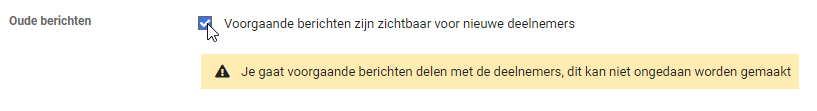 Oude berichten
Voorgaande berichten zijn zichtbaar voor nieuwe deelnemers
Je gaat voorgaande berichten delen met de deelnemers, dit kan niet ongedaan worden gemaakt